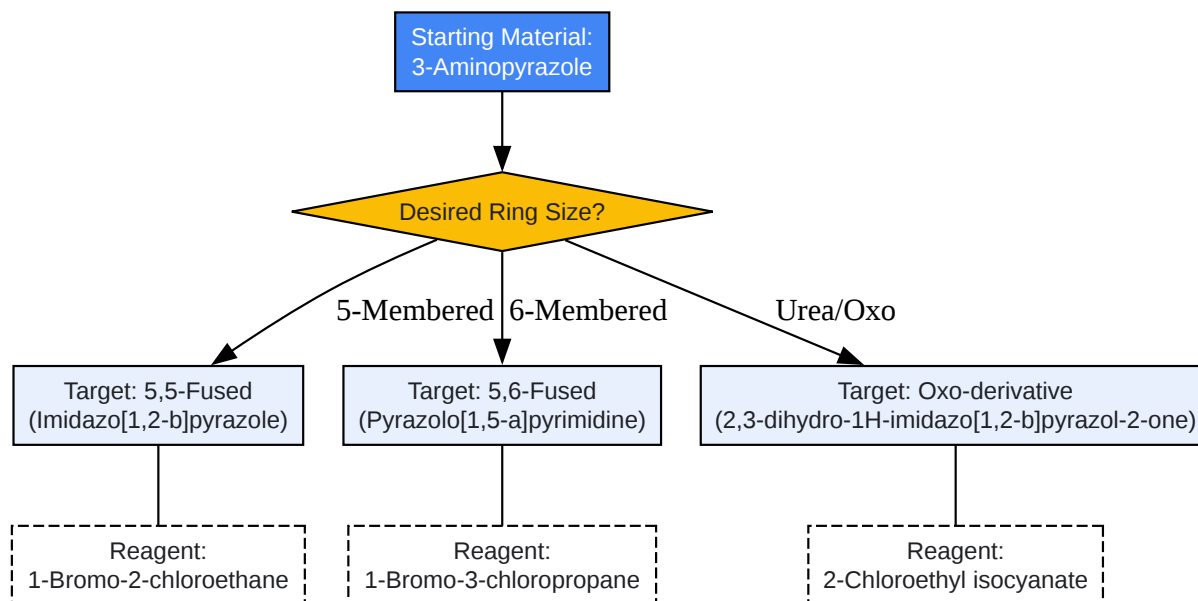 Starting Material:
3-Aminopyrazole
Desired Ring Size?
5-Membered
6-Membered
Urea/Oxo
Target: 5,5-Fused
(Imidazo[1,2-b]pyrazole)
Target: 5,6-Fused
(Pyrazolo[1,5-a]pyrimidine)
Target: Oxo-derivative
(2,3-dihydro-1H-imidazo[1,2-b]pyrazol-2-one)
Reagent:
1-Bromo-2-chloroethane
Reagent:
1-Bromo-3-chloropropane
Reagent:
2-Chloroethyl isocyanate